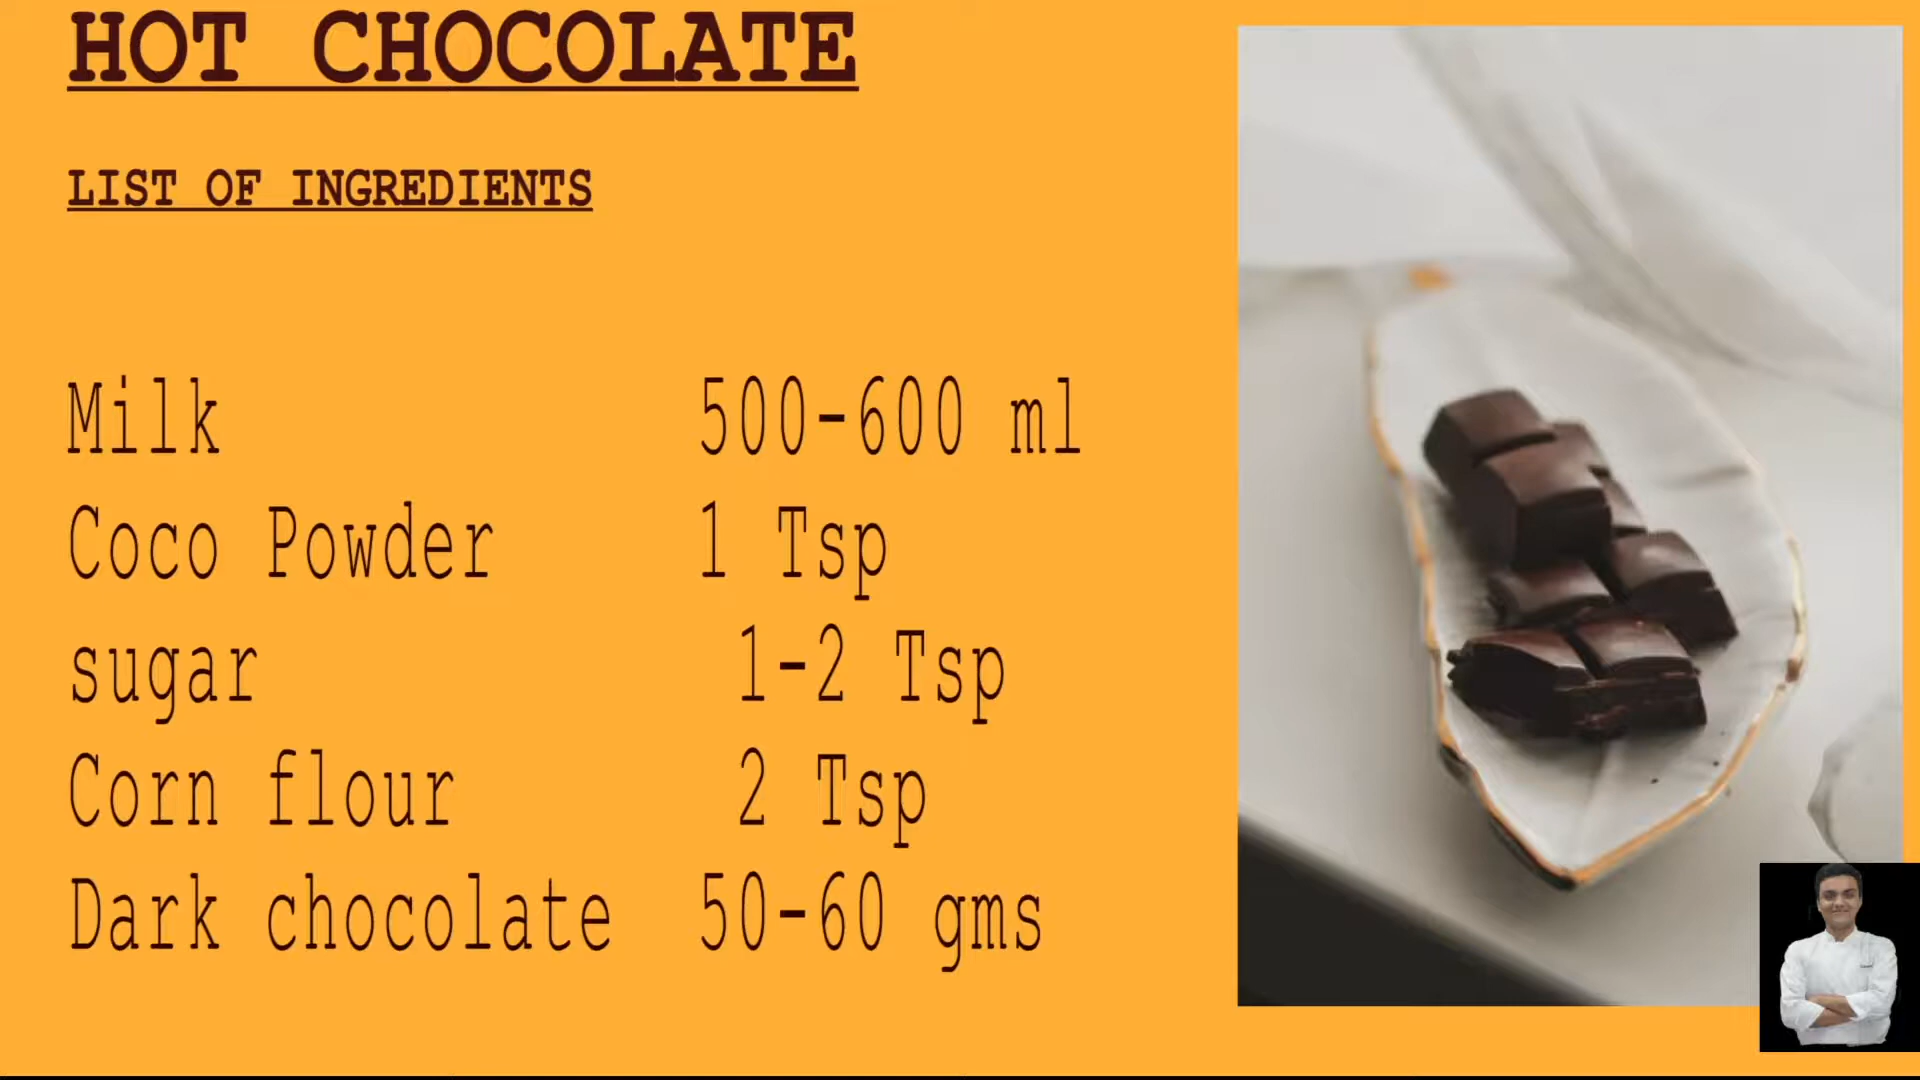 HOT CHOCOLATE
LIST OF INGREDIENTS
Milk 500-600 ml
Coco Powder 1 Tsp
sugar 1-2 Tsp
Corn flour 2 Tsp
Dark chocolate 50-60 gms